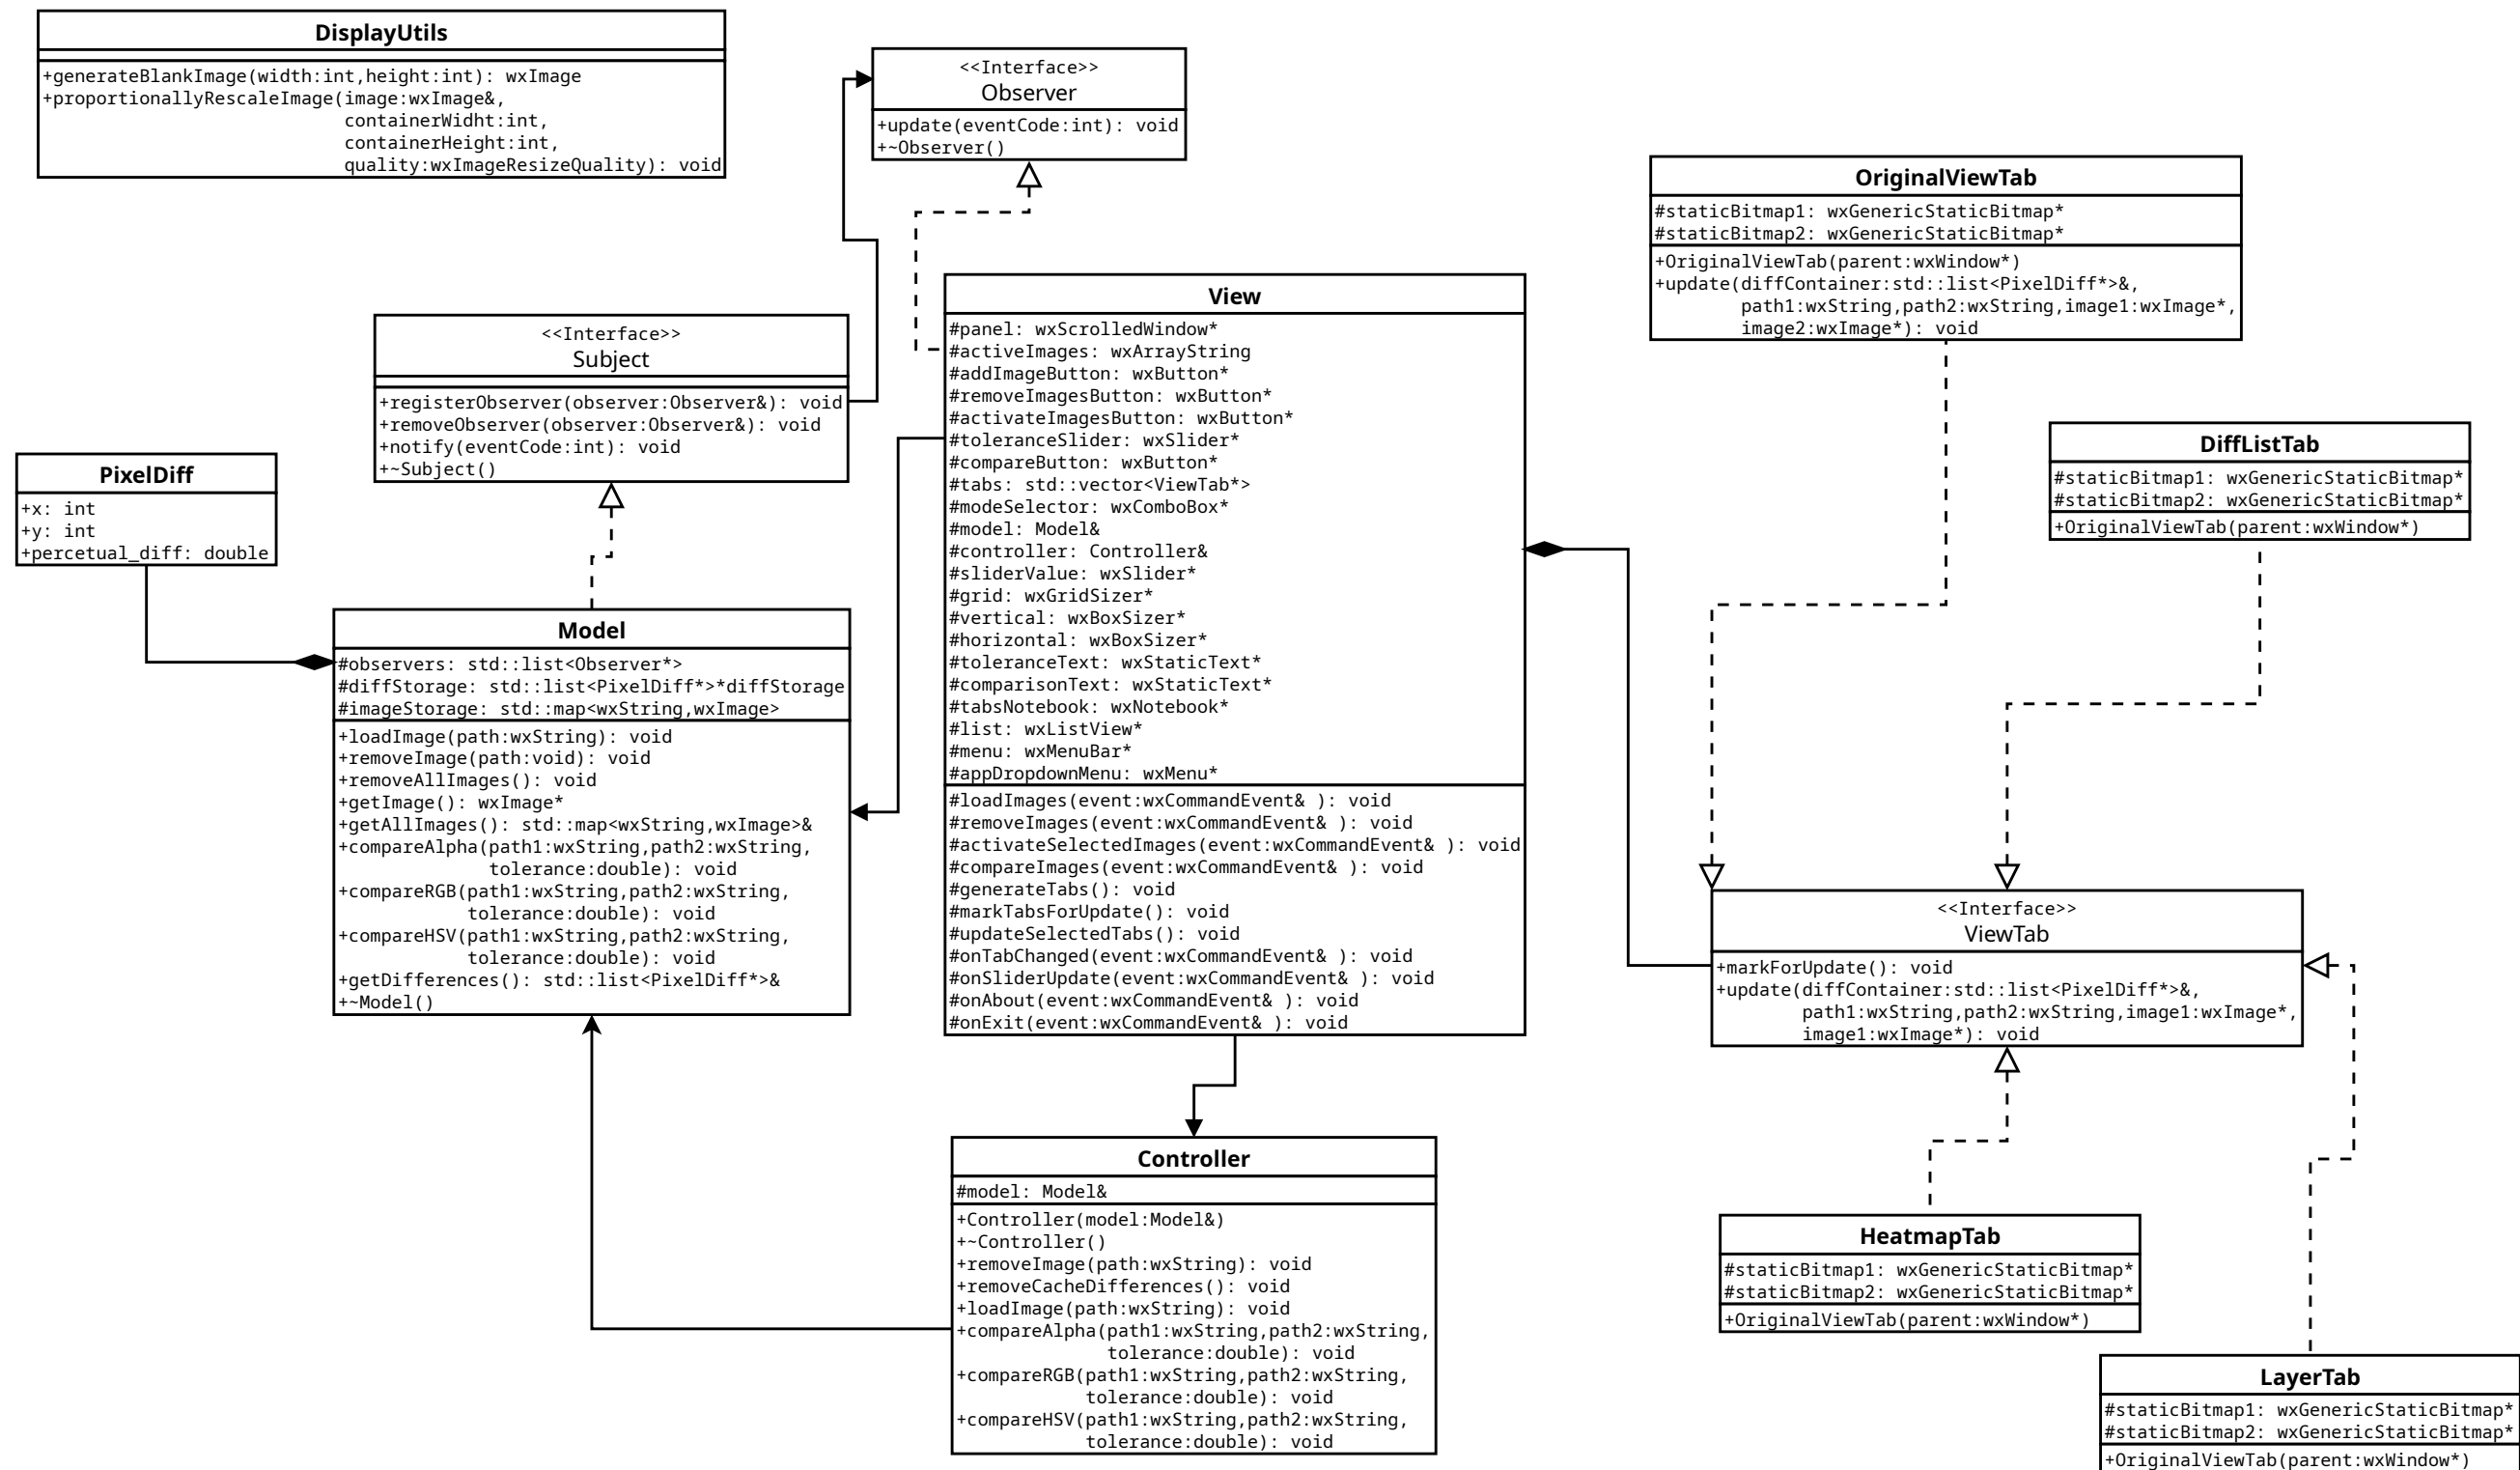 DisplayUtils
+generateBlankImage(width:int,height:int): wxImage
+proportionallyRescaleImage(image:wxImage&,
containerWidht:int,
containerHeight:int,
quality:wxImageResizeQuality): void
<<Interface>>
Observer
+update(eventCode:int): void
+~Observer()
OriginalViewTab
#staticBitmap1: wxGenericStaticBitmap*
#staticBitmap2: wxGenericStaticBitmap*
+OriginalViewTab(parent:wxWindow*)
+update(diffContainer:std::list<PixelDiff*>&,
path1:wxString,path2:wxString,image1:wxImage*,
image2:wxImage*): void
<<Interface>>
Subject
+registerObserver(observer:Observer&): void
+removeObserver(observer:Observer&): void
+notify(eventCode:int): void
+~Subject()
View
#panel: wxScrolledWindow*
#activeImages: wxArrayString
#addImageButton: wxButton*
#removeImagesButton: wxButton*
#activateImagesButton: wxButton*
#toleranceSlider: wxSlider*
#compareButton: wxButton*
#tabs: std::vector<ViewTab*>
#modeSelector: wxComboBox*
#model: Model&
#controller: Controller&
#sliderValue: wxSlider*
#grid: wxGridSizer*
#vertical: wxBoxSizer*
#horizontal: wxBoxSizer*
#toleranceText: wxStaticText*
#comparisonText: wxStaticText*
#tabsNotebook: wxNotebook*
#list: wxListView*
#menu: wxMenuBar*
#appDropdownMenu: wxMenu*
#loadImages(event:wxCommandEvent& ): void
#removeImages(event:wxCommandEvent& ): void
#activateSelectedImages(event:wxCommandEvent& ): void
#compareImages(event:wxCommandEvent& ): void
#generateTabs(): void
#markTabsForUpdate(): void
#updateSelectedTabs(): void
#onTabChanged(event:wxCommandEvent& ): void
#onSliderUpdate(event:wxCommandEvent& ): void
#onAbout(event:wxCommandEvent& ): void
#onExit(event:wxCommandEvent& ): void
DiffListTab
#staticBitmap1: wxGenericStaticBitmap*
#staticBitmap2: wxGenericStaticBitmap*
+OriginalViewTab(parent:wxWindow*)
PixelDiff
+x: int
+y: int
+percetual_diff: double
Model
#observers: std::list<Observer*>
#diffStorage: std::list<PixelDiff*>*diffStorage
#imageStorage: std::map<wxString,wxImage>
+loadImage(path:wxString): void
+removeImage(path:void): void
+removeAllImages(): void
+getImage(): wxImage*
+getAllImages(): std::map<wxString,wxImage>&
+compareAlpha(path1:wxString,path2:wxString,
tolerance:double): void
+compareRGB(path1:wxString,path2:wxString,
tolerance:double): void
+compareHSV(path1:wxString,path2:wxString,
tolerance:double): void
+getDifferences(): std::list<PixelDiff*>&
+~Model()
<<Interface>>
ViewTab
+markForUpdate(): void
+update(diffContainer:std::list<PixelDiff*>&,
path1:wxString,path2:wxString,image1:wxImage*,
image1:wxImage*): void
Controller
#model: Model&
+Controller(model:Model&)
+~Controller()
+removeImage(path:wxString): void
+removeCacheDifferences(): void
+loadImage(path:wxString): void
+compareAlpha(path1:wxString,path2:wxString,
tolerance:double): void
+compareRGB(path1:wxString,path2:wxString,
tolerance:double): void
+compareHSV(path1:wxString,path2:wxString,
tolerance:double): void
HeatmapTab
#staticBitmap1: wxGenericStaticBitmap*
#staticBitmap2: wxGenericStaticBitmap*
+OriginalViewTab(parent:wxWindow*)
LayerTab
#staticBitmap1: wxGenericStaticBitmap*
#staticBitmap2: wxGenericStaticBitmap*
+OriginalViewTab(parent:wxWindow*)